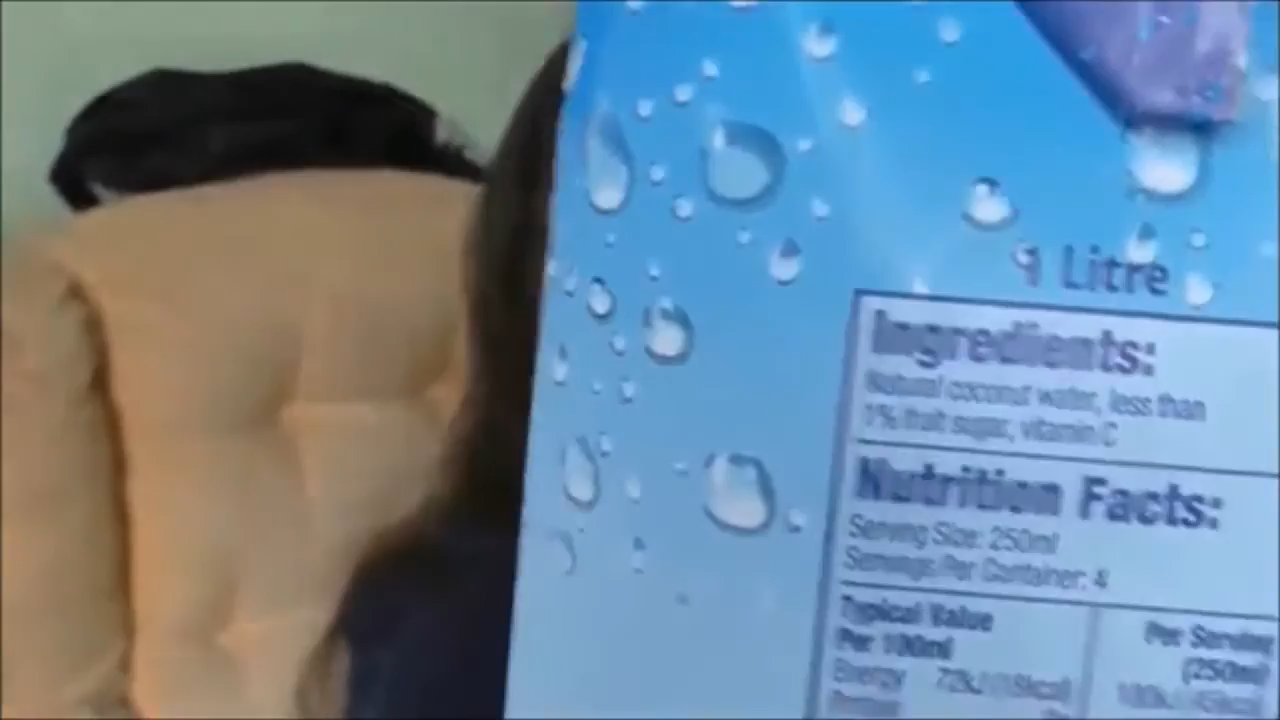 1 Litre
Ingredients:
Natural coconut water, less than
1% fruit sugar, vitamin C
Nutrition Facts:
Serving Size: 250ml
Servings Per Container: 4
Typical Value
Per 100ml
Per Serving
(250ml)
Energy